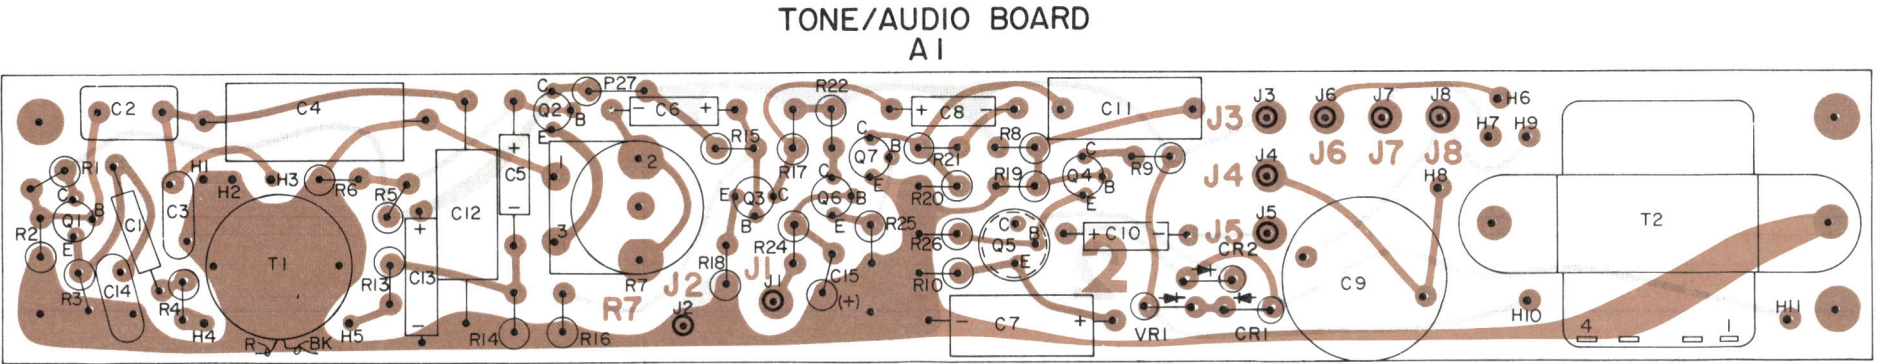 TONE/AUDIO BOARD
A1
C2
C4
C
P27
Q2
B
E
C6
R22
C8
C11
J3
J3
J6
J7
J8
H6
H7
H9
J6
J7
J8
R1
H1
H2
H3
R6
R5
C
Q1
B
E
C1
C3
C12
C5
1
2
3
R15
R17
C
Q7
B
E
R21
R8
R19
C
Q4
B
E
R9
J4
J4
H8
E
Q3
C
B
C
Q6
B
E
R20
R25
R26
C
Q5
B
E
C10
J5
J5
T2
R2
R3
C14
R4
T1
R13
C13
R7
R7
J2
J2
R18
J1
J1
R24
C15
(+)
R10
2
CR2
C9
H4
R
BK
H5
R14
R16
C7
VR1
CR1
H10
H11
4
1